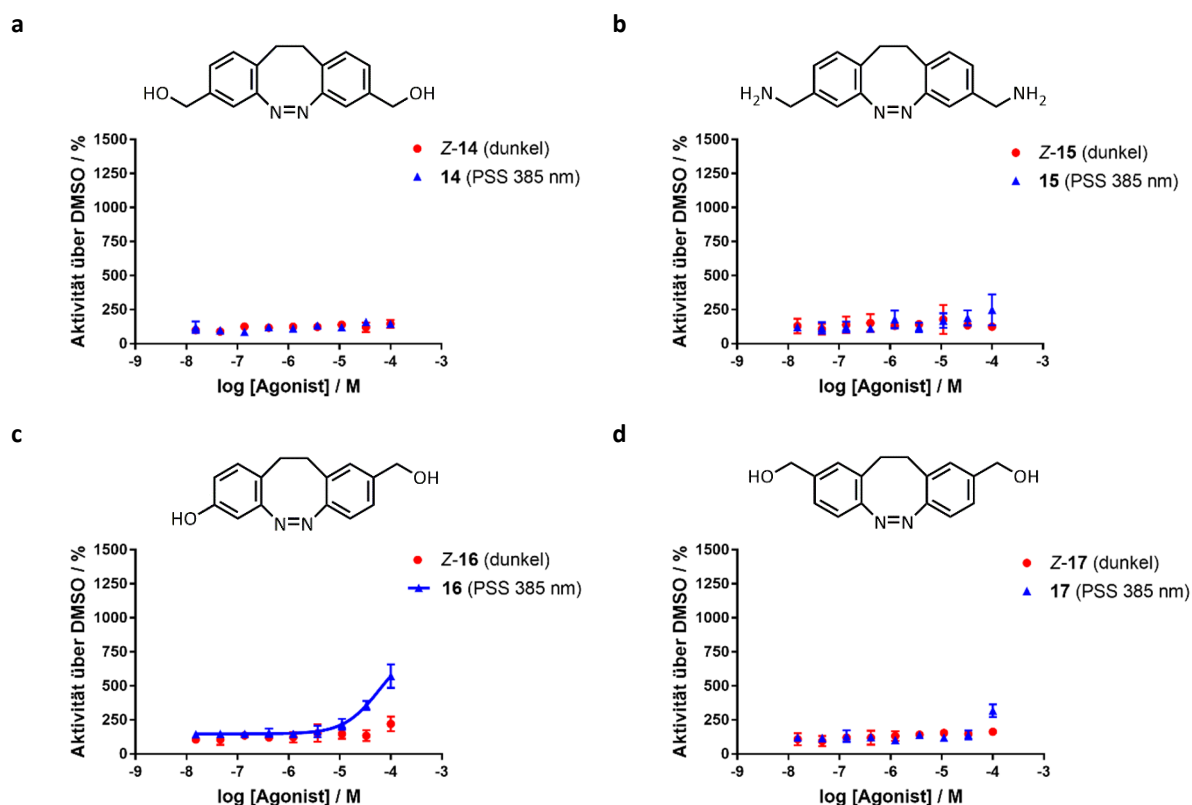 a
HO
OH
N=N
1500
1250
1000
750
500
250
0
Aktivität über DMSO / %
Z-14 (dunkel)
14 (PSS 385 nm)
-9 -8 -7 -6 -5 -4 -3
log [Agonist] / M
b
H2N
NH2
N=N
1500
1250
1000
750
500
250
0
Aktivität über DMSO / %
Z-15 (dunkel)
15 (PSS 385 nm)
-9 -8 -7 -6 -5 -4 -3
log [Agonist] / M
c
OH
HO
N=N
1500
1250
1000
750
500
250
0
Aktivität über DMSO / %
Z-16 (dunkel)
16 (PSS 385 nm)
-9 -8 -7 -6 -5 -4 -3
log [Agonist] / M
d
HO
OH
N=N
1500
1250
1000
750
500
250
0
Aktivität über DMSO / %
Z-17 (dunkel)
17 (PSS 385 nm)
-9 -8 -7 -6 -5 -4 -3
log [Agonist] / M